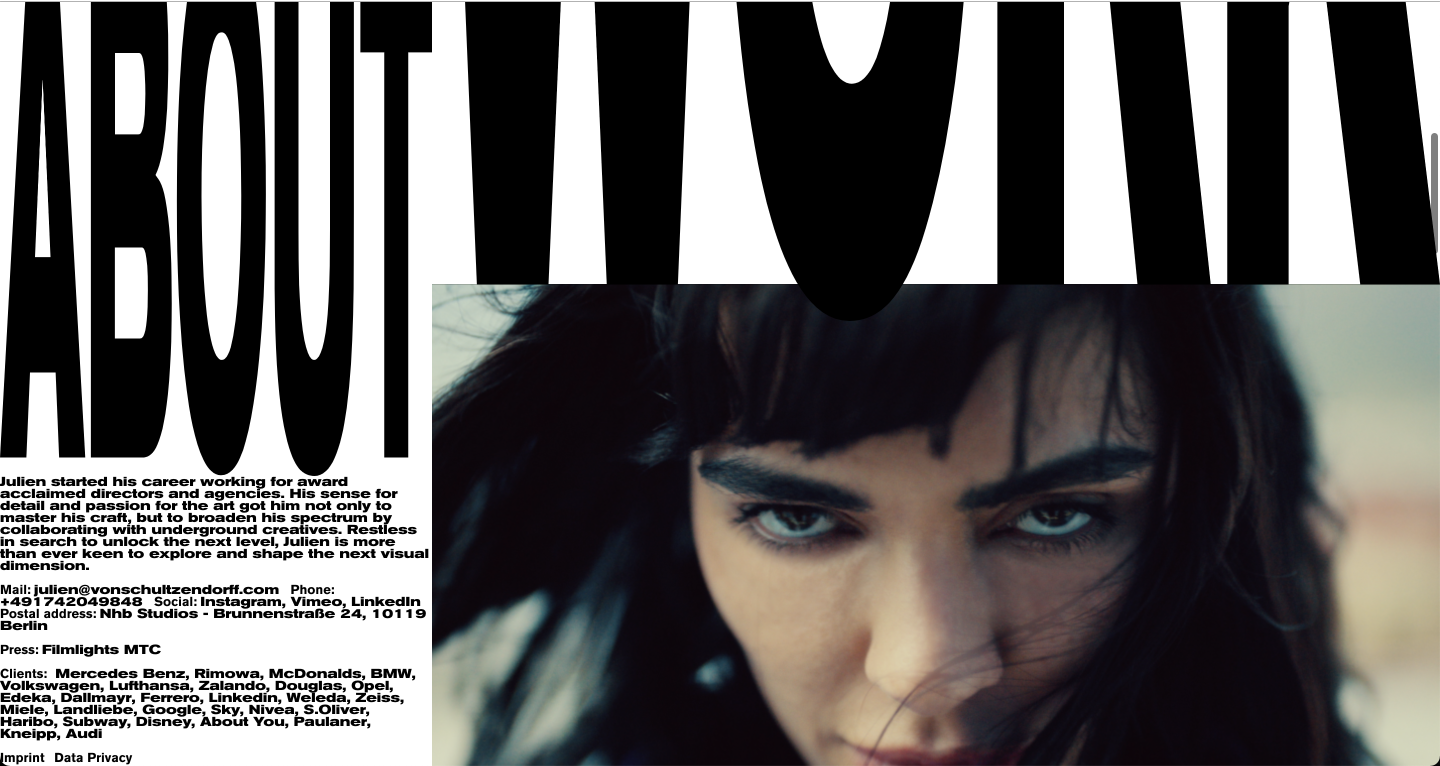 ABOUT
WORK
Julien started his career working for award
acclaimed directors and agencies. His sense for
detail and passion for the art got him not only to
master his craft, but to broaden his spectrum by
collaborating with underground creatives. Restless
in search to unlock the next level, Julien is more
than ever keen to explore and shape the next visual
dimension.
Mail: julien@vonschultzendorff.com Phone:
+491742049848 Social: Instagram, Vimeo, LinkedIn
Postal address: Nhb Studios - Brunnenstraße 24, 10119
Berlin
Press: Filmlights MTC
Clients: Mercedes Benz, Rimowa, McDonalds, BMW,
Volkswagen, Lufthansa, Zalando, Douglas, Opel,
Edeka, Dallmayr, Ferrero, Linkedin, Weleda, Zeiss,
Miele, Landliebe, Google, Sky, Nivea, S.Oliver,
Haribo, Subway, Disney, About You, Paulaner,
Kneipp, Audi
Imprint Data Privacy